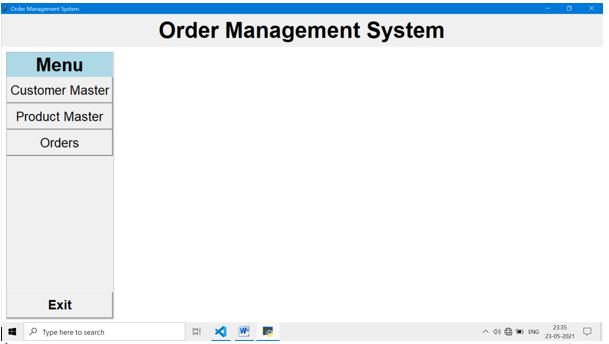 Order Management System
Order Management System
Menu
Customer Master
Product Master
Orders
Exit
Type here to search
ENG
23:35
23-05-2021